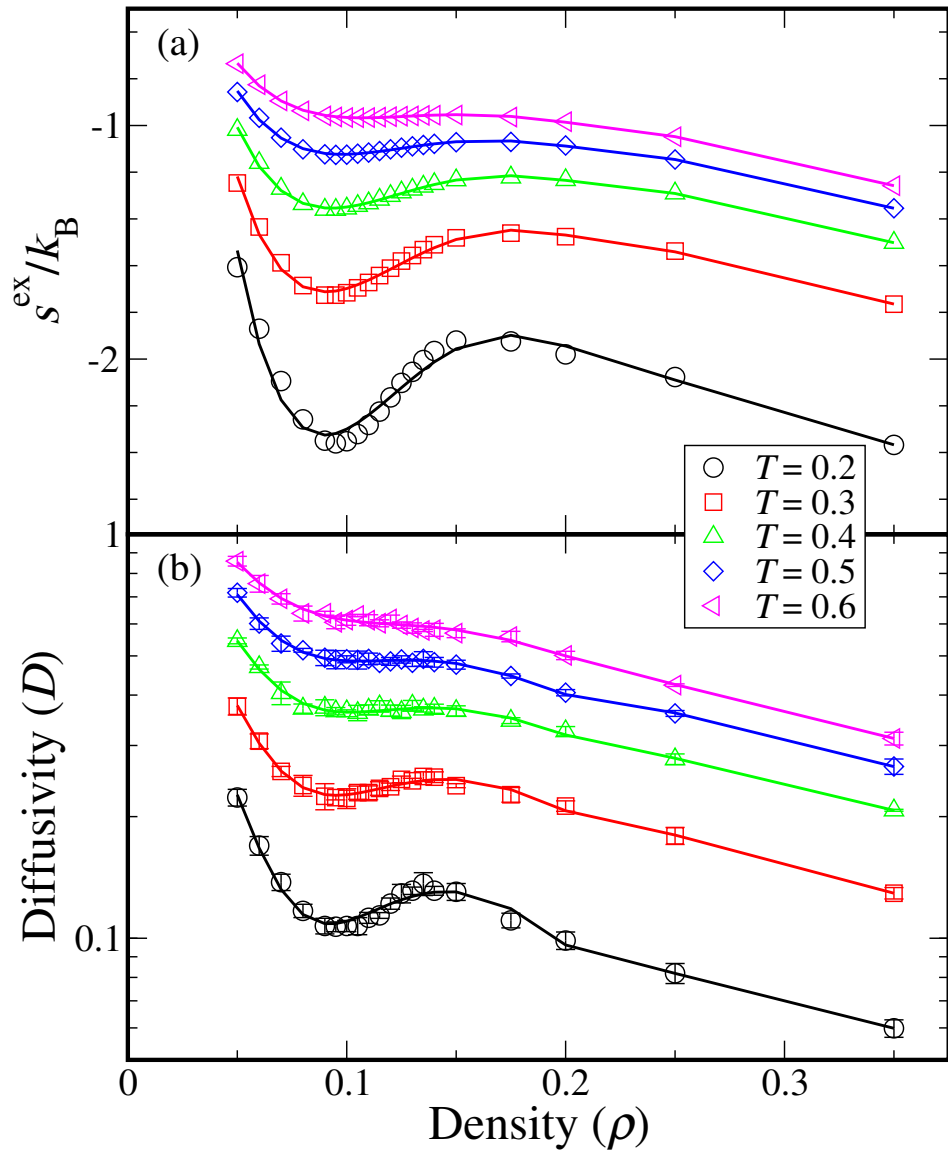 (a)
-1
s^ex/k_B
-2
T = 0.2
T = 0.3
T = 0.4
T = 0.5
T = 0.6
1
(b)
Diffusivity (D)
0.1
0 0.1 0.2 0.3
Density (ρ)